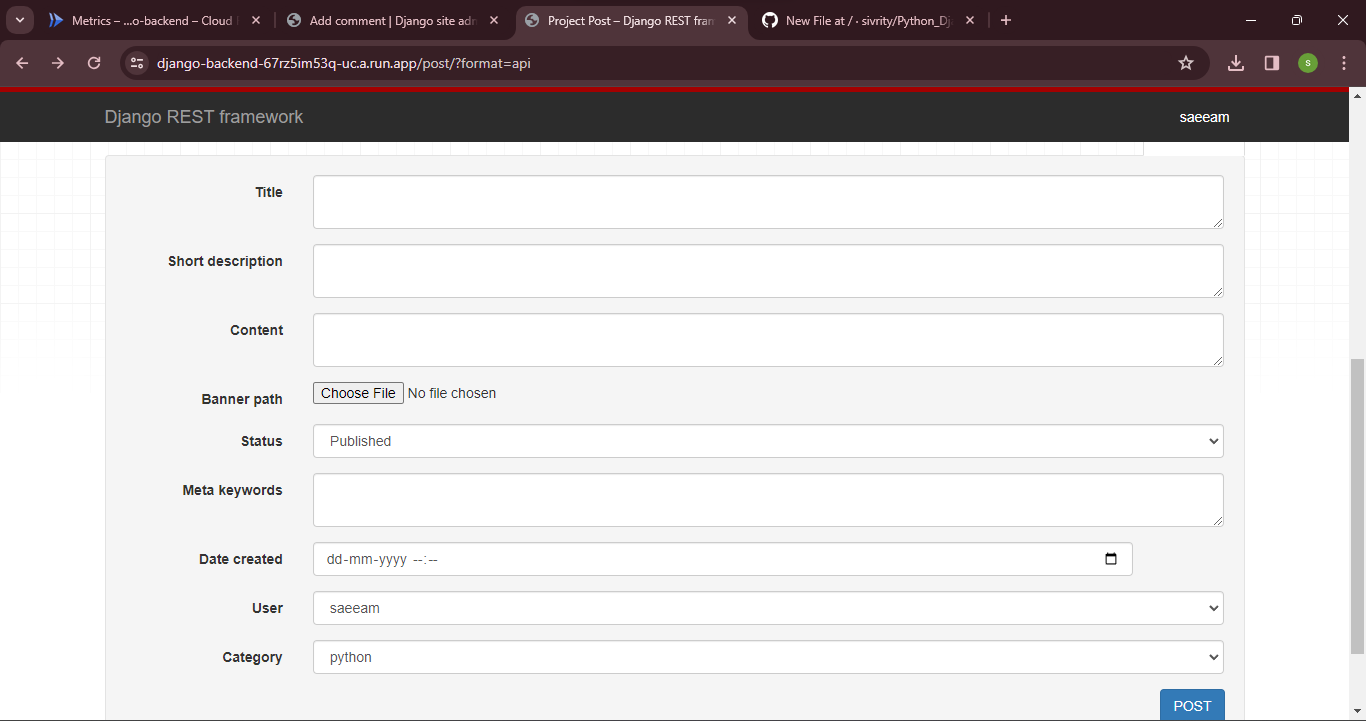 Metrics – ...o-backend – Cloud
Add comment | Django site adm
Project Post – Django REST fram
New File at / · sivrity/Python_Dj
django-backend-67rz5im53q-uc.a.run.app/post/?format=api
s
Django REST framework
saeeam
Title
Short description
Content
Banner path
Choose File No file chosen
Status
Published
Meta keywords
Date created
dd-mm-yyyy --:--
User
saeeam
Category
python
POST